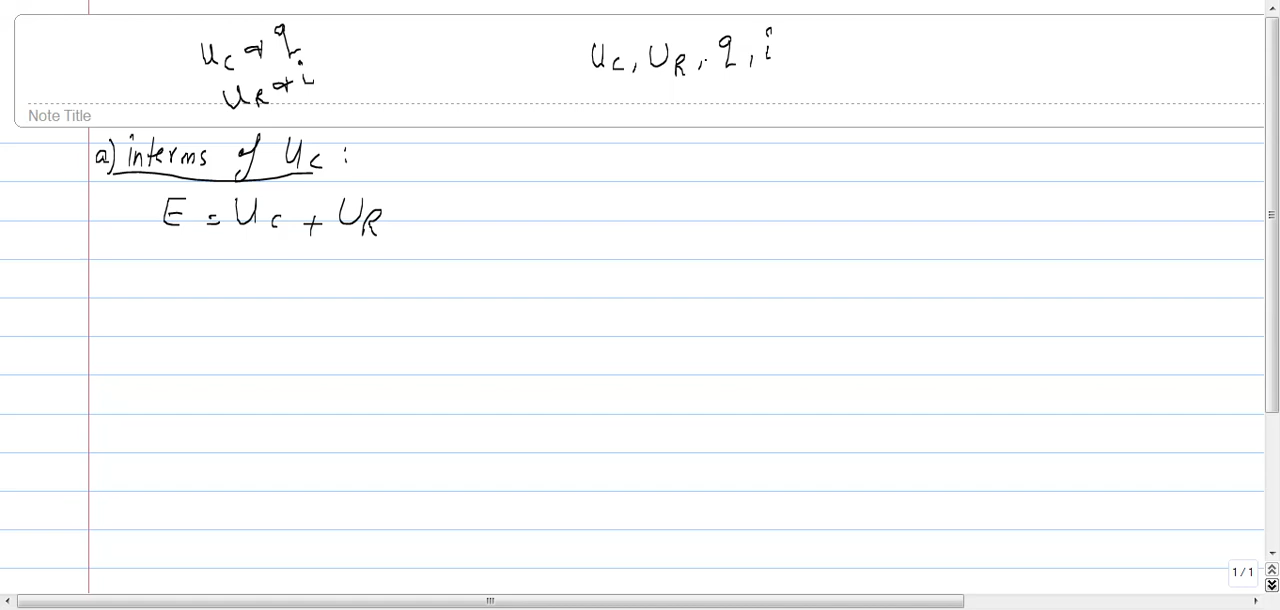 u_C α q.
u_R α i
u_C, U_R, q, i
Note Title
a) interms of U_C :
E = U_C + U_R
1 / 1